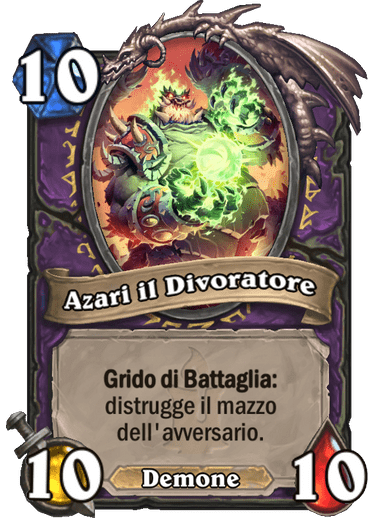 10
Azari il Divoratore
Grido di Battaglia:
distrugge il mazzo
dell'avversario.
10
Demone
10